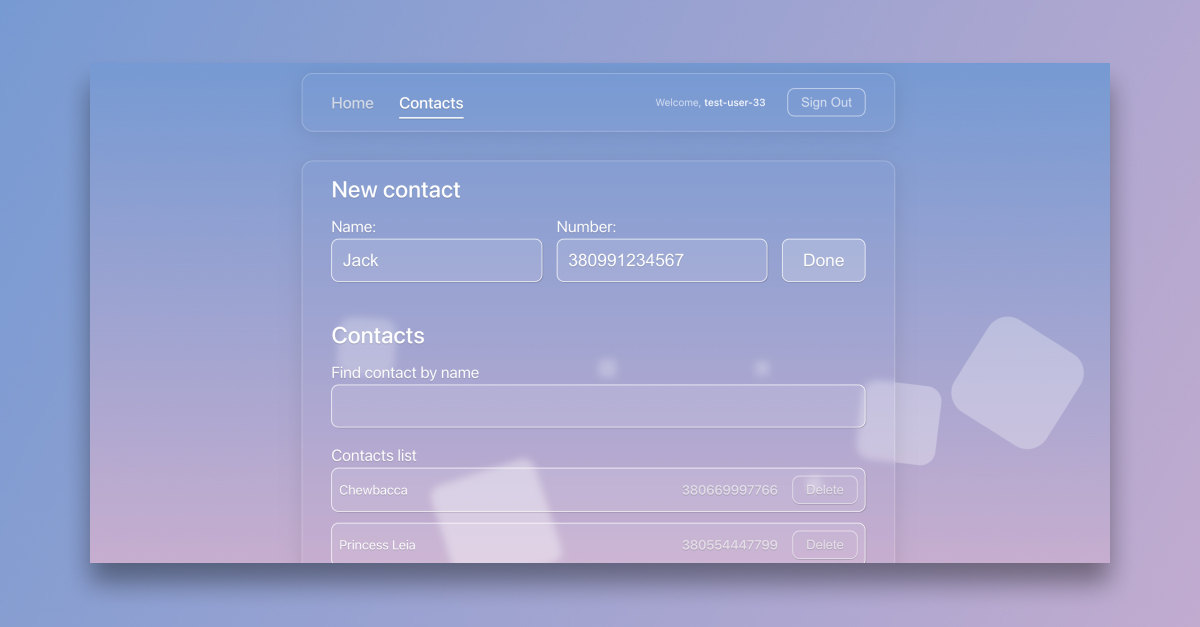 Home Contacts Welcome, test-user-33 Sign Out
New contact
Name: Number:
Jack 380991234567 Done
Contacts
Find contact by name
Contacts list
Chewbacca 380669997766 Delete
Princess Leia 380554447799 Delete